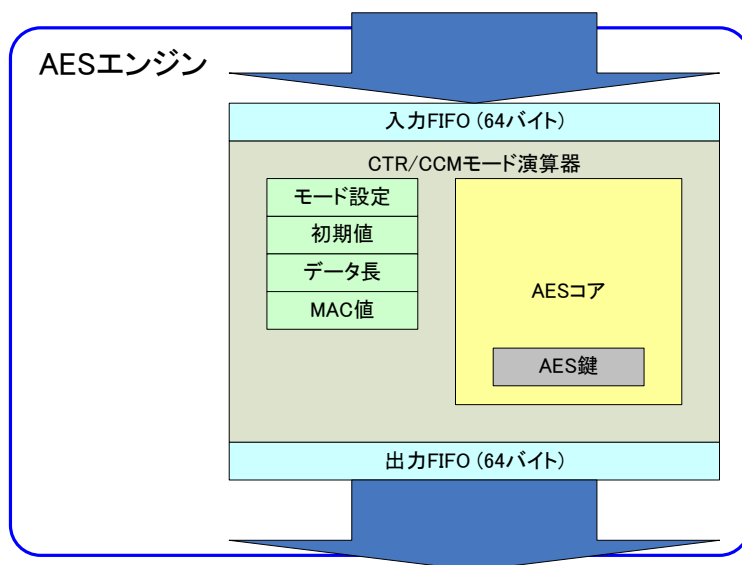 AESエンジン
入力FIFO (64バイト)
CTR/CCMモード演算器
モード設定
初期値
データ長
MAC値
AESコア
AES鍵
出力FIFO (64バイト)